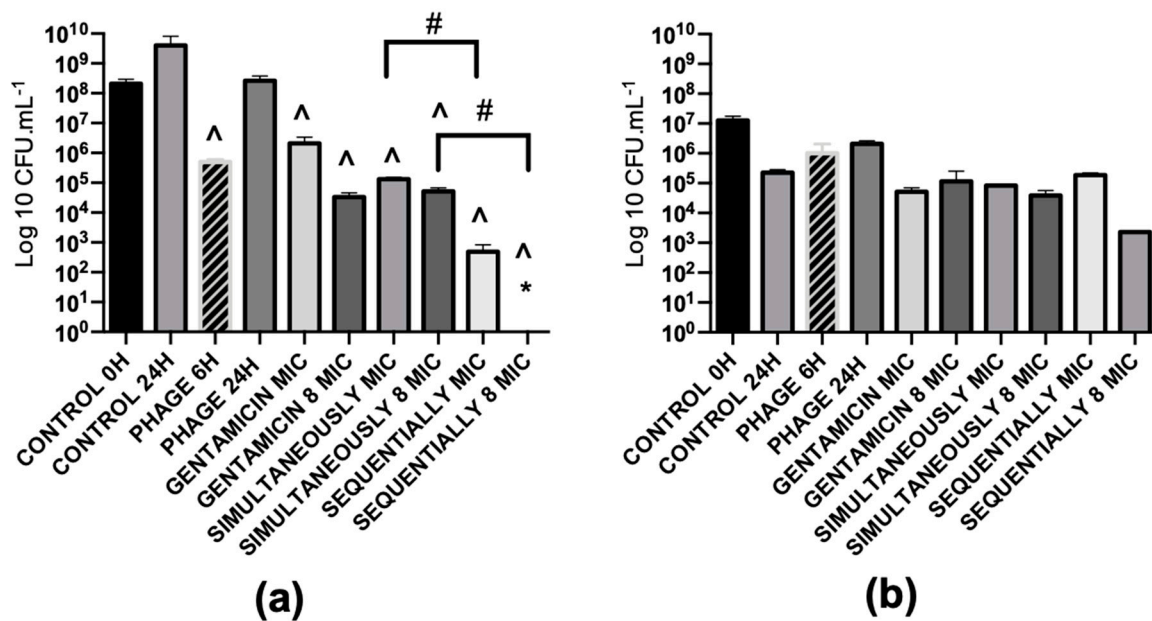 Log 10 CFU.mL⁻¹
10¹⁰
10⁹
10⁸
10⁷
10⁶
10⁵
10⁴
10³
10²
10¹
10⁰
^
^
^
^
^
^
^
*
#
#
CONTROL 0H
CONTROL 24H
PHAGE 6H
PHAGE 24H
GENTAMICIN MIC
GENTAMICIN 8 MIC
SIMULTANEOUSLY MIC
SIMULTANEOUSLY 8 MIC
SEQUENTIALLY MIC
SEQUENTIALLY 8 MIC
(a)
Log 10 CFU.mL⁻¹
10¹⁰
10⁹
10⁸
10⁷
10⁶
10⁵
10⁴
10³
10²
10¹
10⁰
CONTROL 0H
CONTROL 24H
PHAGE 6H
PHAGE 24H
GENTAMICIN MIC
GENTAMICIN 8 MIC
SIMULTANEOUSLY MIC
SIMULTANEOUSLY 8 MIC
SEQUENTIALLY MIC
SEQUENTIALLY 8 MIC
(b)